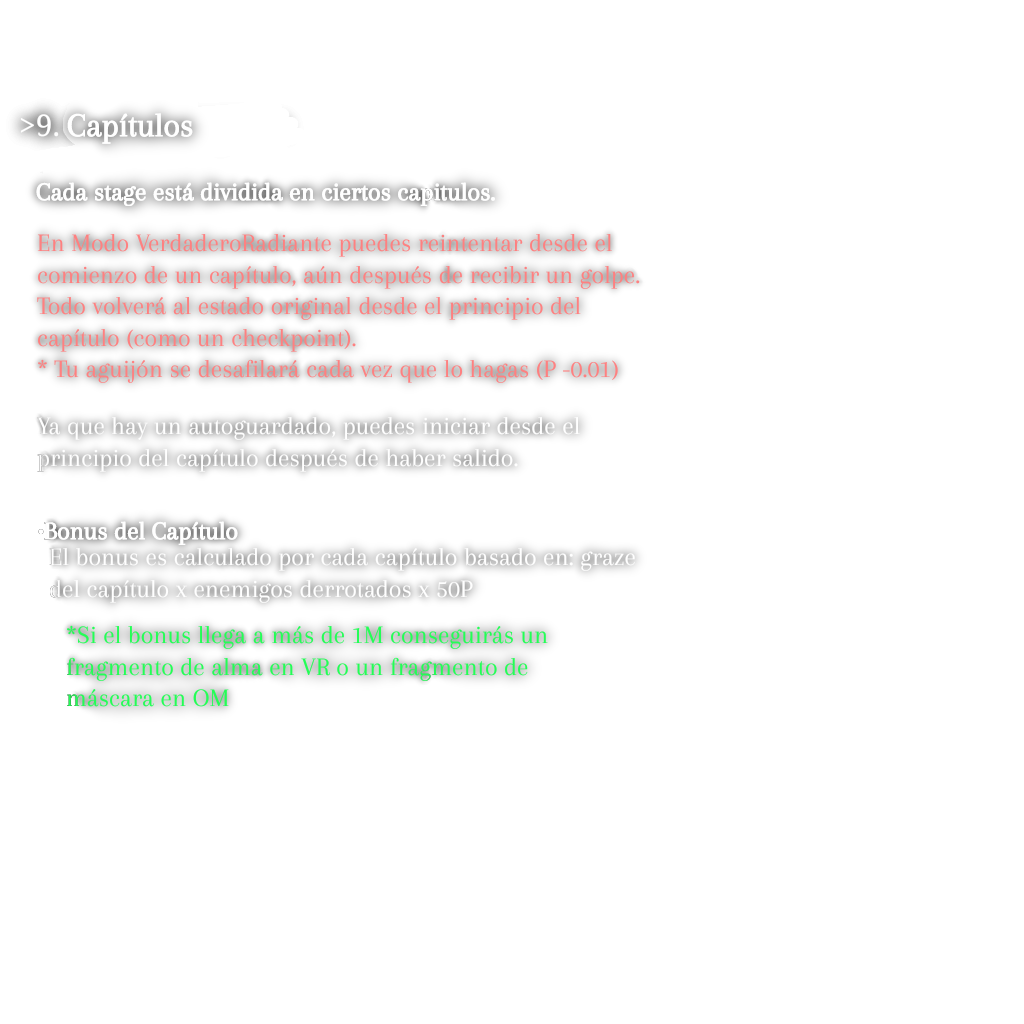 >9. Capítulos
Cada stage está dividida en ciertos capitulos.
En Modo VerdaderoRadiante puedes reintentar desde el
comienzo de un capítulo, aún después de recibir un golpe.
Todo volverá al estado original desde el principio del
capítulo (como un checkpoint).
* Tu aguijón se desafilará cada vez que lo hagas (P -0.01)
Ya que hay un autoguardado, puedes iniciar desde el
principio del capítulo después de haber salido.
·Bonus del Capítulo
El bonus es calculado por cada capítulo basado en: graze
del capítulo x enemigos derrotados x 50P
*Si el bonus llega a más de 1M conseguirás un
fragmento de alma en VR o un fragmento de
máscara en OM